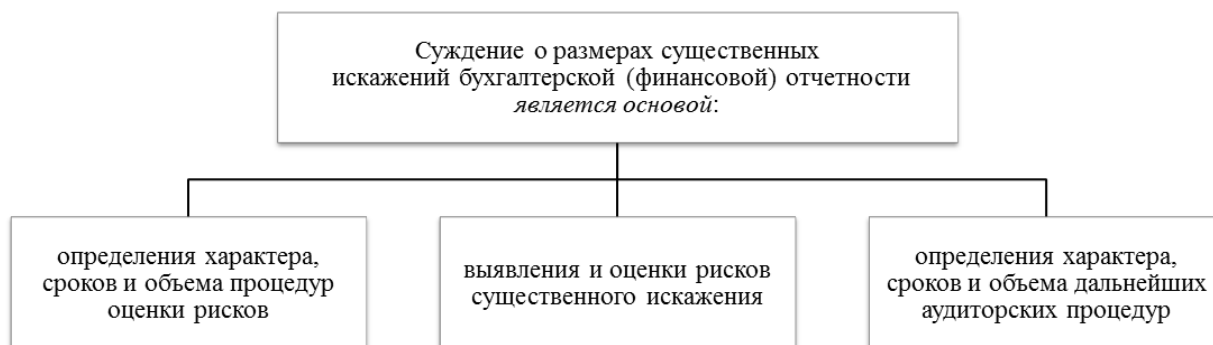 Суждение о размерах существенных
искажений бухгалтерской (финансовой) отчетности
является основой:
определения характера,
сроков и объема процедур
оценки рисков
выявления и оценки рисков
существенного искажения
определения характера,
сроков и объема дальнейших
аудиторских процедур